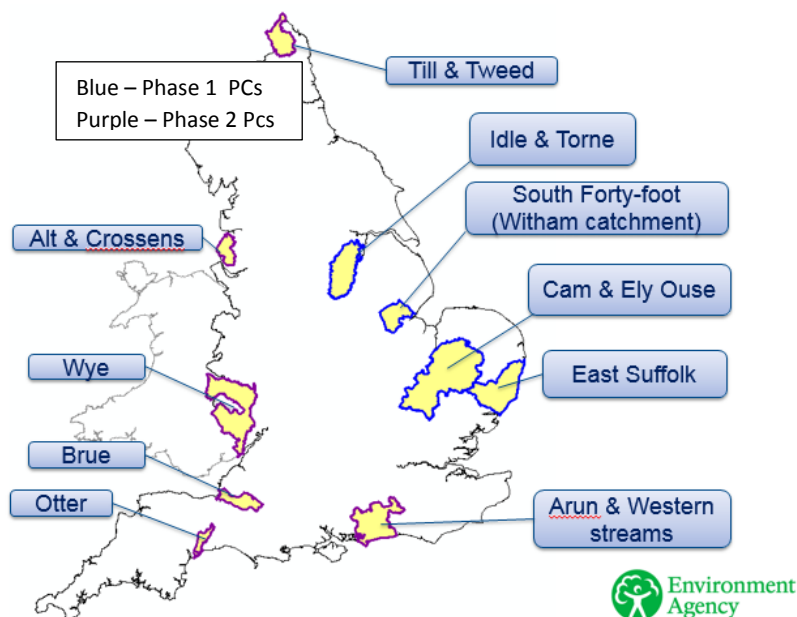 Till & Tweed
Blue – Phase 1 PCs
Purple – Phase 2 Pcs
Idle & Torne
South Forty-foot
(Witham catchment)
Alt & Crossens
Cam & Ely Ouse
Wye
East Suffolk
Brue
Otter
Arun & Western
streams
Environment
Agency